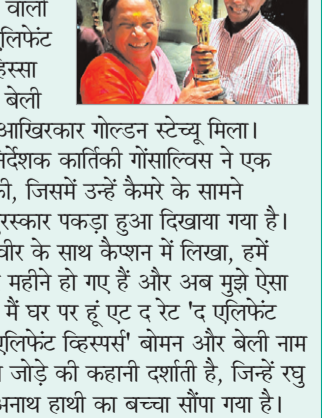 वाली
लिफेंट
हिस्सा
बेली
आखिरकार गोल्डन स्टेच्यू मिला।
र्देशक कार्तिकी गोंसाल्विस ने एक
की, जिसमें उन्हें कैमरे के सामने
रस्कार पकड़ा हुआ दिखाया गया है।
वीर के साथ कैप्शन में लिखा, हमें
महीने हो गए हैं और अब मुझे ऐसा
मैं घर पर हूं एट द रेट 'द एलिफेंट
एलिफेंट व्हिस्पर्स' बोमन और बेली नाम
जोड़े की कहानी दर्शाती है, जिन्हें रघु
अनाथ हाथी का बच्चा सौंपा गया है।